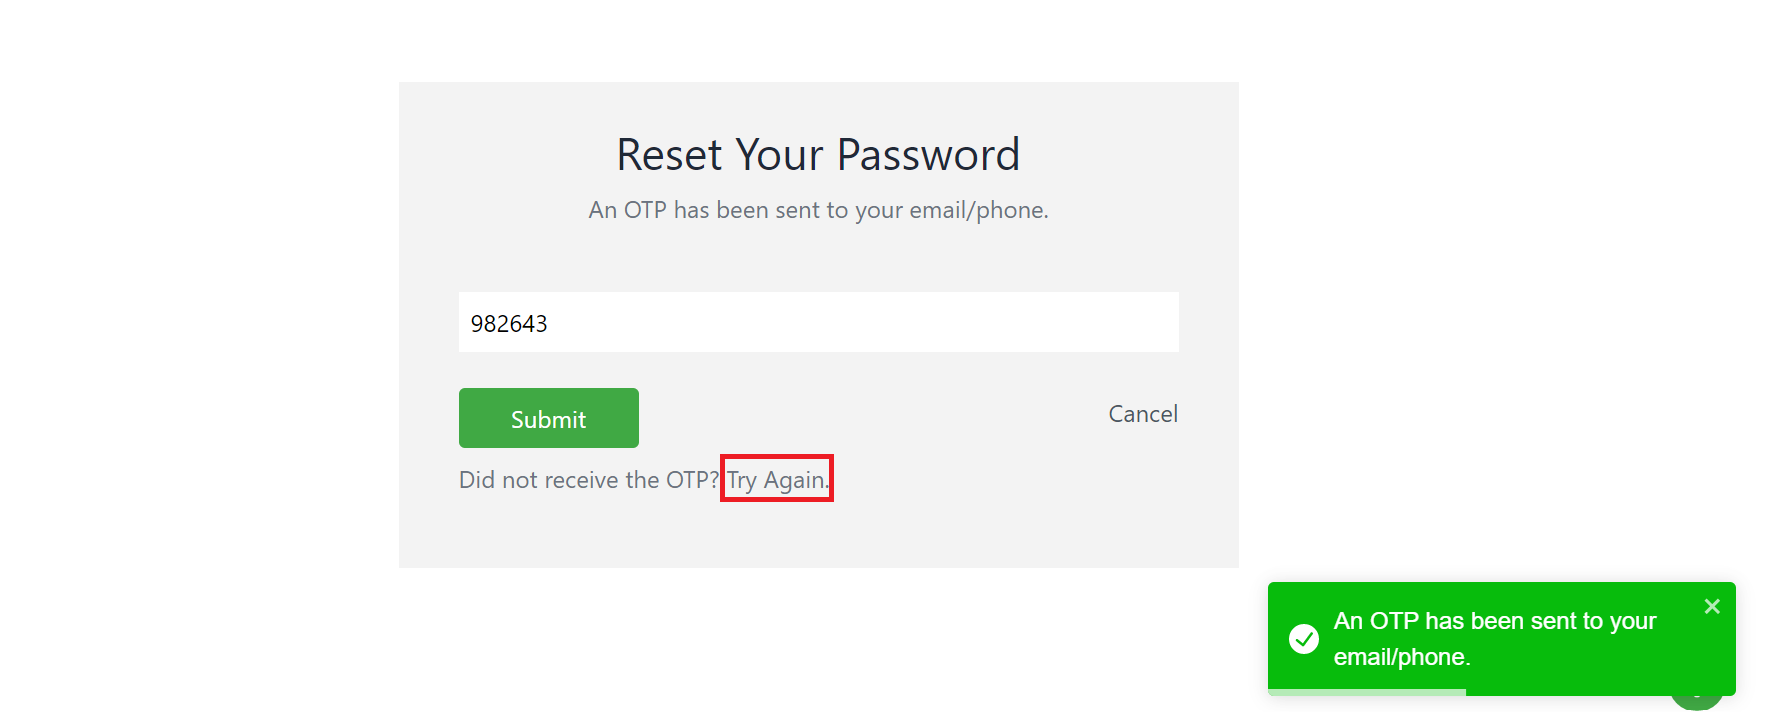 Reset Your Password
An OTP has been sent to your email/phone.
982643
Submit
Cancel
Did not receive the OTP? Try Again.
An OTP has been sent to your
email/phone.